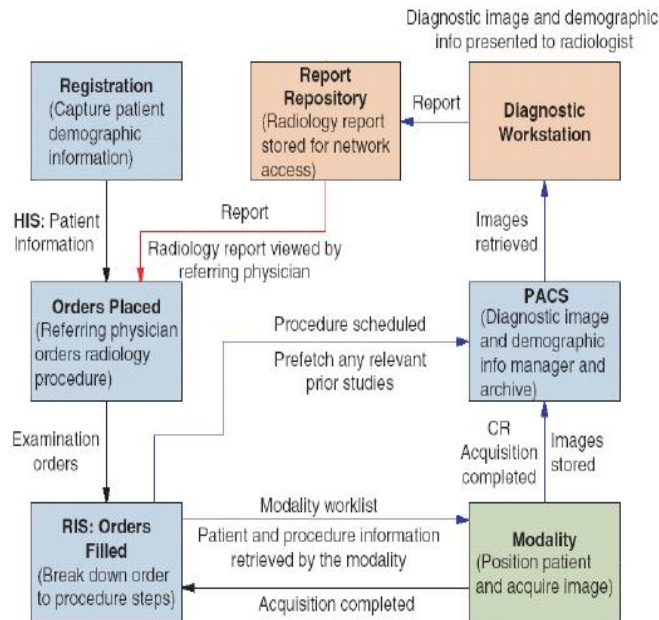 Diagnostic image and demographic
info presented to radiologist
Registration
(Capture patient
demographic
information)
Report
Repository
(Radiology report
stored for network
access)
Report
Diagnostic
Workstation
HIS: Patient
Information
Report
Radiology report viewed by
referring physician
Images
retrieved
Orders Placed
(Referring physician
orders radiology
procedure)
Procedure scheduled
Prefetch any relevant
prior studies
PACS
(Diagnostic image
and demographic
info manager and
archive)
Examination
orders
CR
Acquisition
completed
Images
stored
RIS: Orders
Filled
(Break down order
to procedure steps)
Modality worklist
Patient and procedure information
retrieved by the modality
Acquisition completed
Modality
(Position patient
and acquire image)